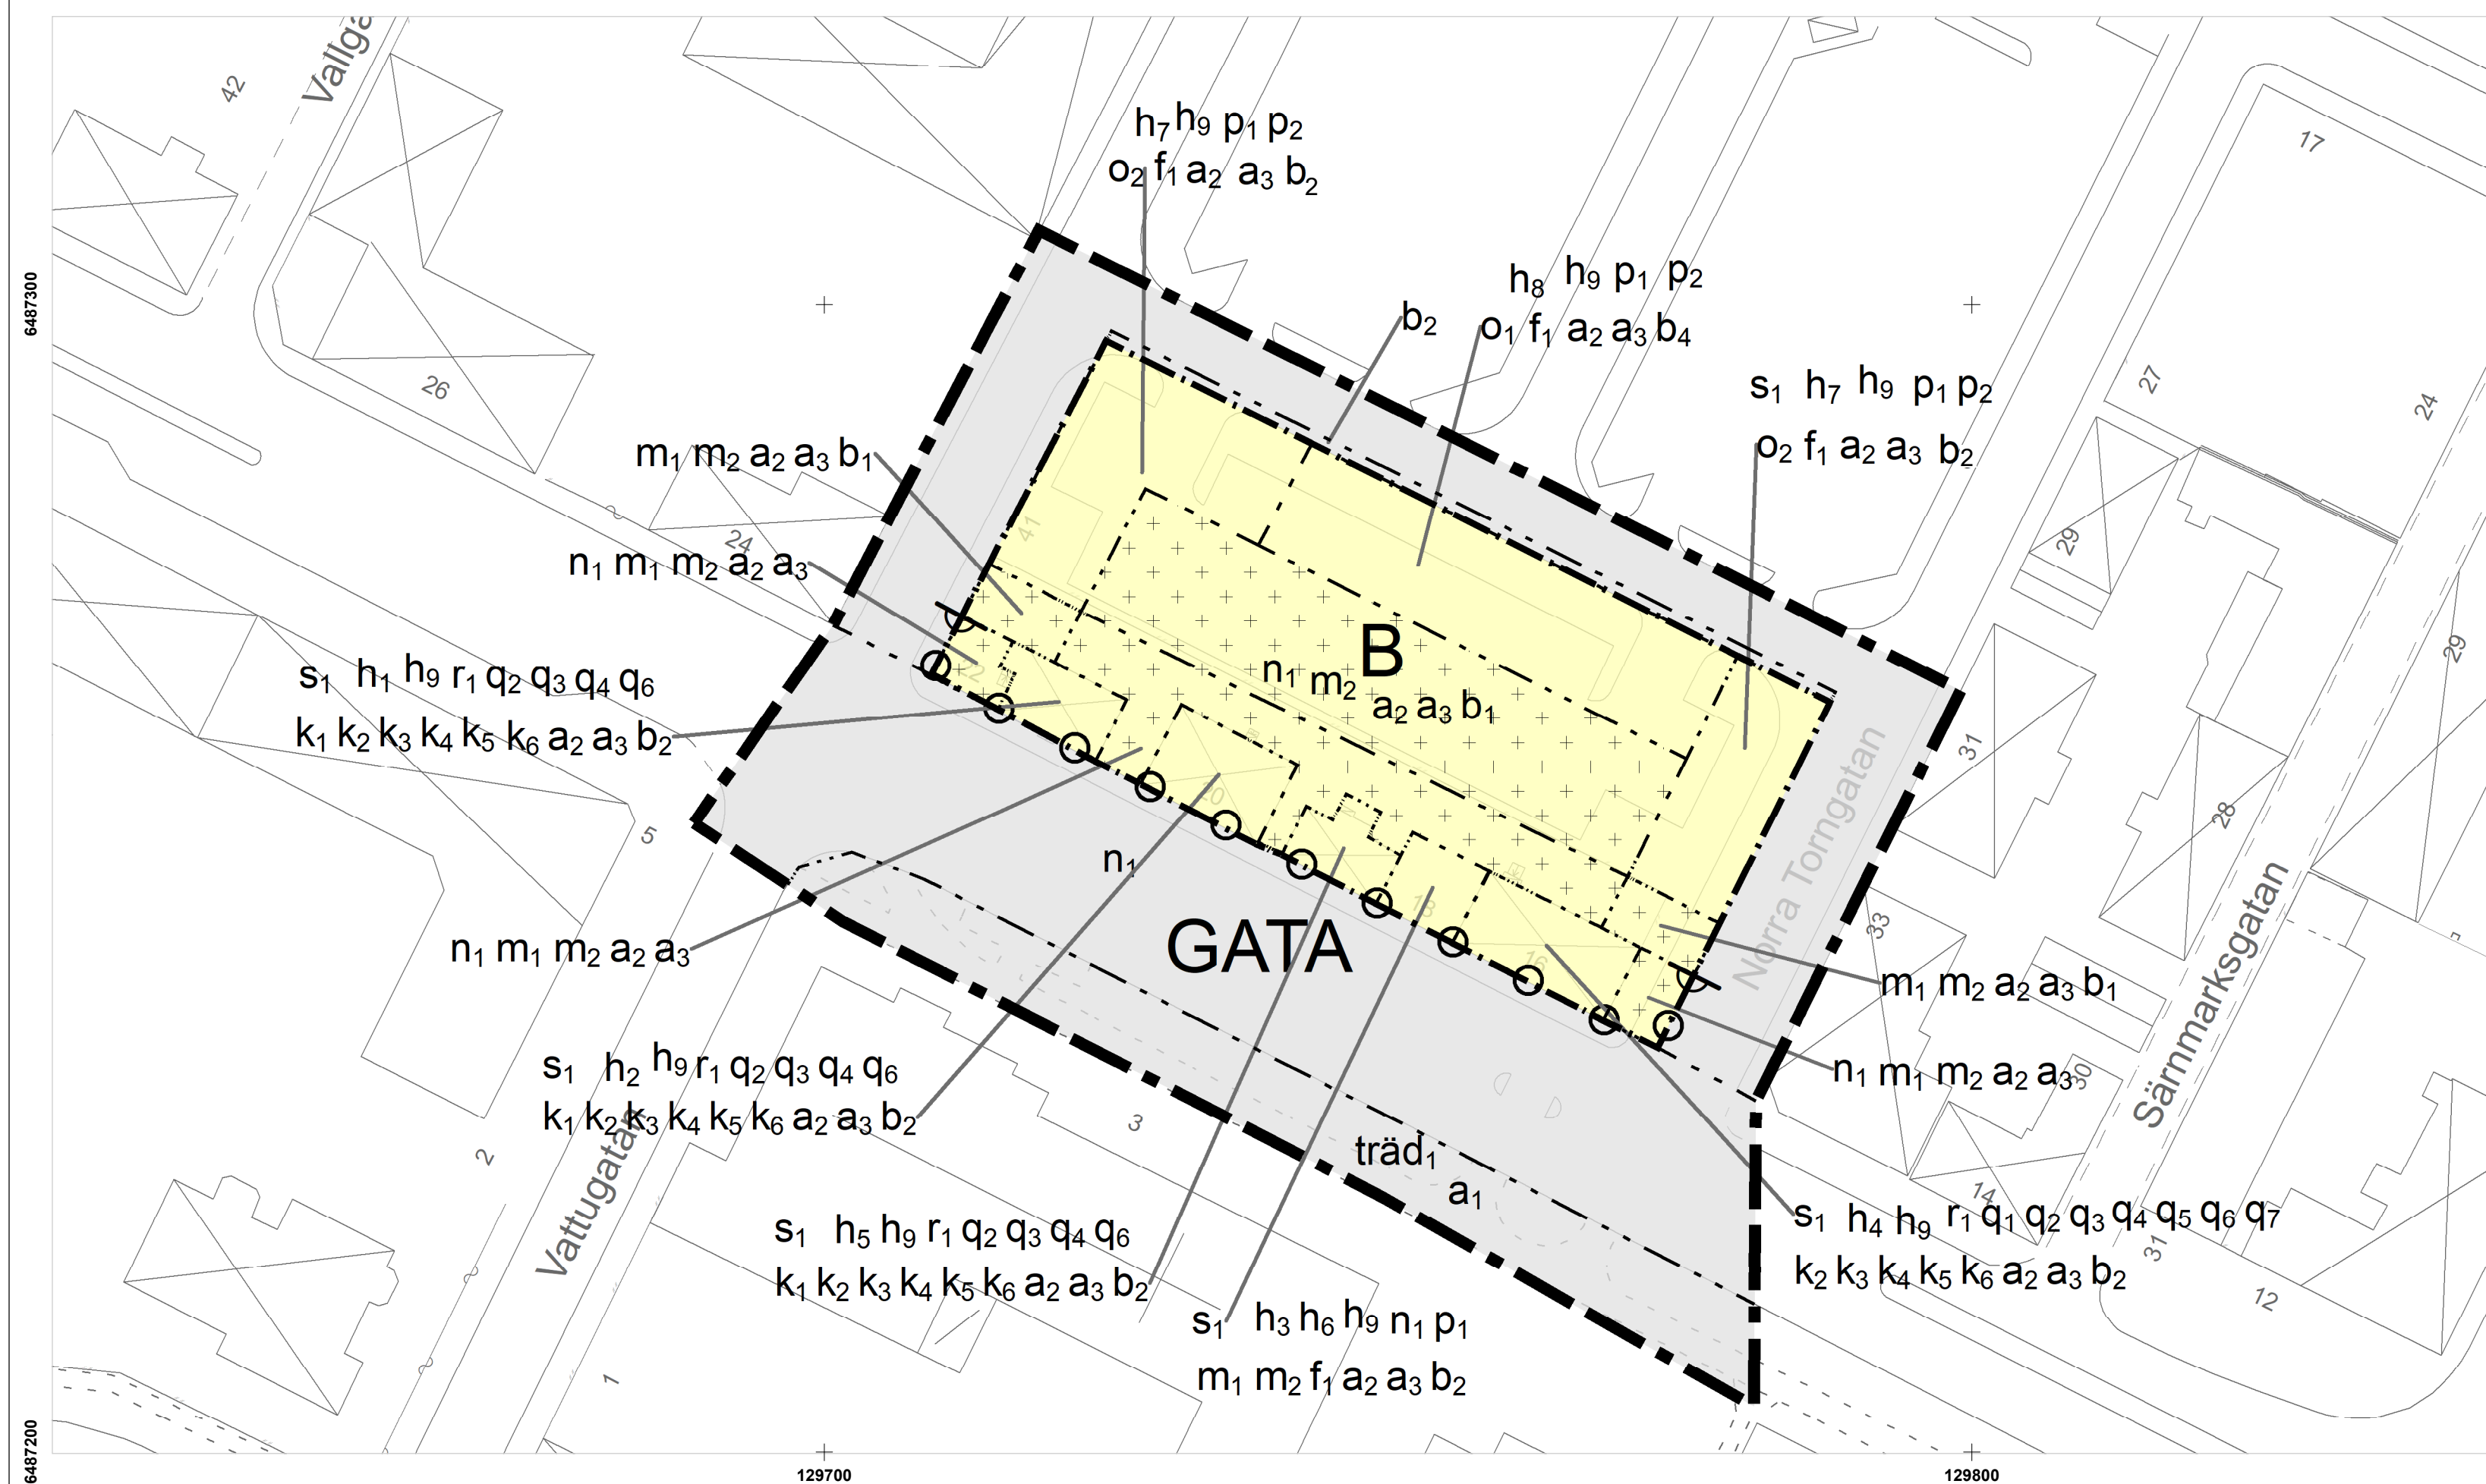 Vallga
42
17
h₇ h₉ p₁ p₂
o₂ f₁ a₂ a₃ b₂
h₈ h₉ p₁ p₂
b₂
o₁ f₁ a₂ a₃ b₄
6487300
26
27
24
s₁ h₇ h₉ p₁ p₂
o₂ f₁ a₂ a₃ b₂
m₁ m₂ a₂ a₃ b₁
41
24
29
n₁ m₁ m₂ a₂ a₃
22
B
n₁ m₂
a₂ a₃ b₁
29
s₁ h₁ h₉ r₁ q₂ q₃ q₄ q₆
k₁ k₂ k₃ k₄ k₅ k₆ a₂ a₃ b₂
Norra Torngatan
31
28
20
5
n₁
18
33
GATA
16
n₁ m₁ m₂ a₂ a₃
m₁ m₂ a₂ a₃ b₁
Särnmarksgatan
s₁ h₂ h₉ r₁ q₂ q₃ q₄ q₆
k₁ k₂ k₃ k₄ k₅ k₆ a₂ a₃ b₂
n₁ m₁ m₂ a₂ a₃
30
3
träd₁
a₁
2
Vattugatan
14
s₁ h₅ h₉ r₁ q₂ q₃ q₄ q₆
k₁ k₂ k₃ k₄ k₅ k₆ a₂ a₃ b₂
s₁ h₄ h₉ r₁ q₁ q₂ q₃ q₄ q₅ q₆ q₇
k₂ k₃ k₄ k₅ k₆ a₂ a₃ b₂
31
12
s₁ h₃ h₆ h₉ n₁ p₁
m₁ m₂ f₁ a₂ a₃ b₂
1
6487200
129700
129800